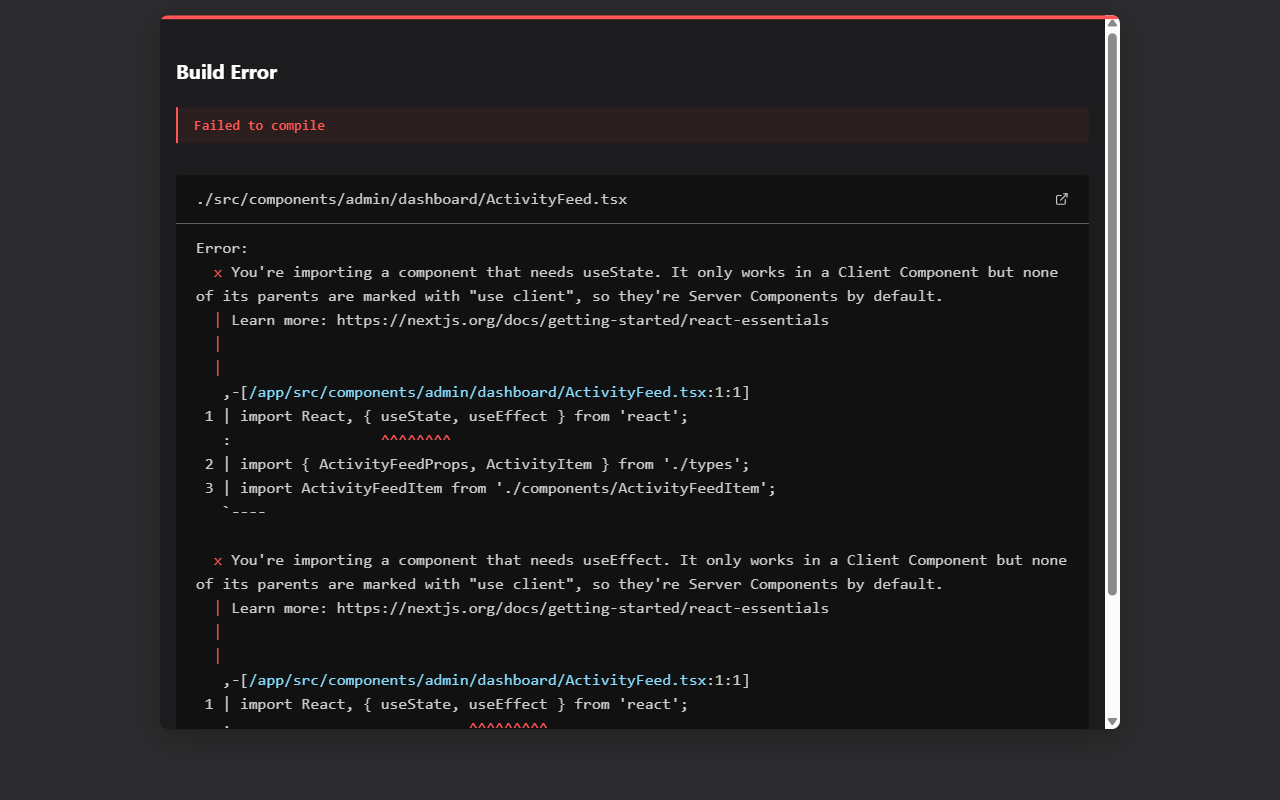 Build Error
Failed to compile
./src/components/admin/dashboard/ActivityFeed.tsx
Error:
  x You're importing a component that needs useState. It only works in a Client Component but none
of its parents are marked with "use client", so they're Server Components by default.
  | Learn more: https://nextjs.org/docs/getting-started/react-essentials
  |
  |
   ,-[/app/src/components/admin/dashboard/ActivityFeed.tsx:1:1]
 1 | import React, { useState, useEffect } from 'react';
   :                 ^^^^^^^^
 2 | import { ActivityFeedProps, ActivityItem } from './types';
 3 | import ActivityFeedItem from './components/ActivityFeedItem';
   `----
  x You're importing a component that needs useEffect. It only works in a Client Component but none
of its parents are marked with "use client", so they're Server Components by default.
  | Learn more: https://nextjs.org/docs/getting-started/react-essentials
  |
  |
   ,-[/app/src/components/admin/dashboard/ActivityFeed.tsx:1:1]
 1 | import React, { useState, useEffect } from 'react';
   :                           ^^^^^^^^^